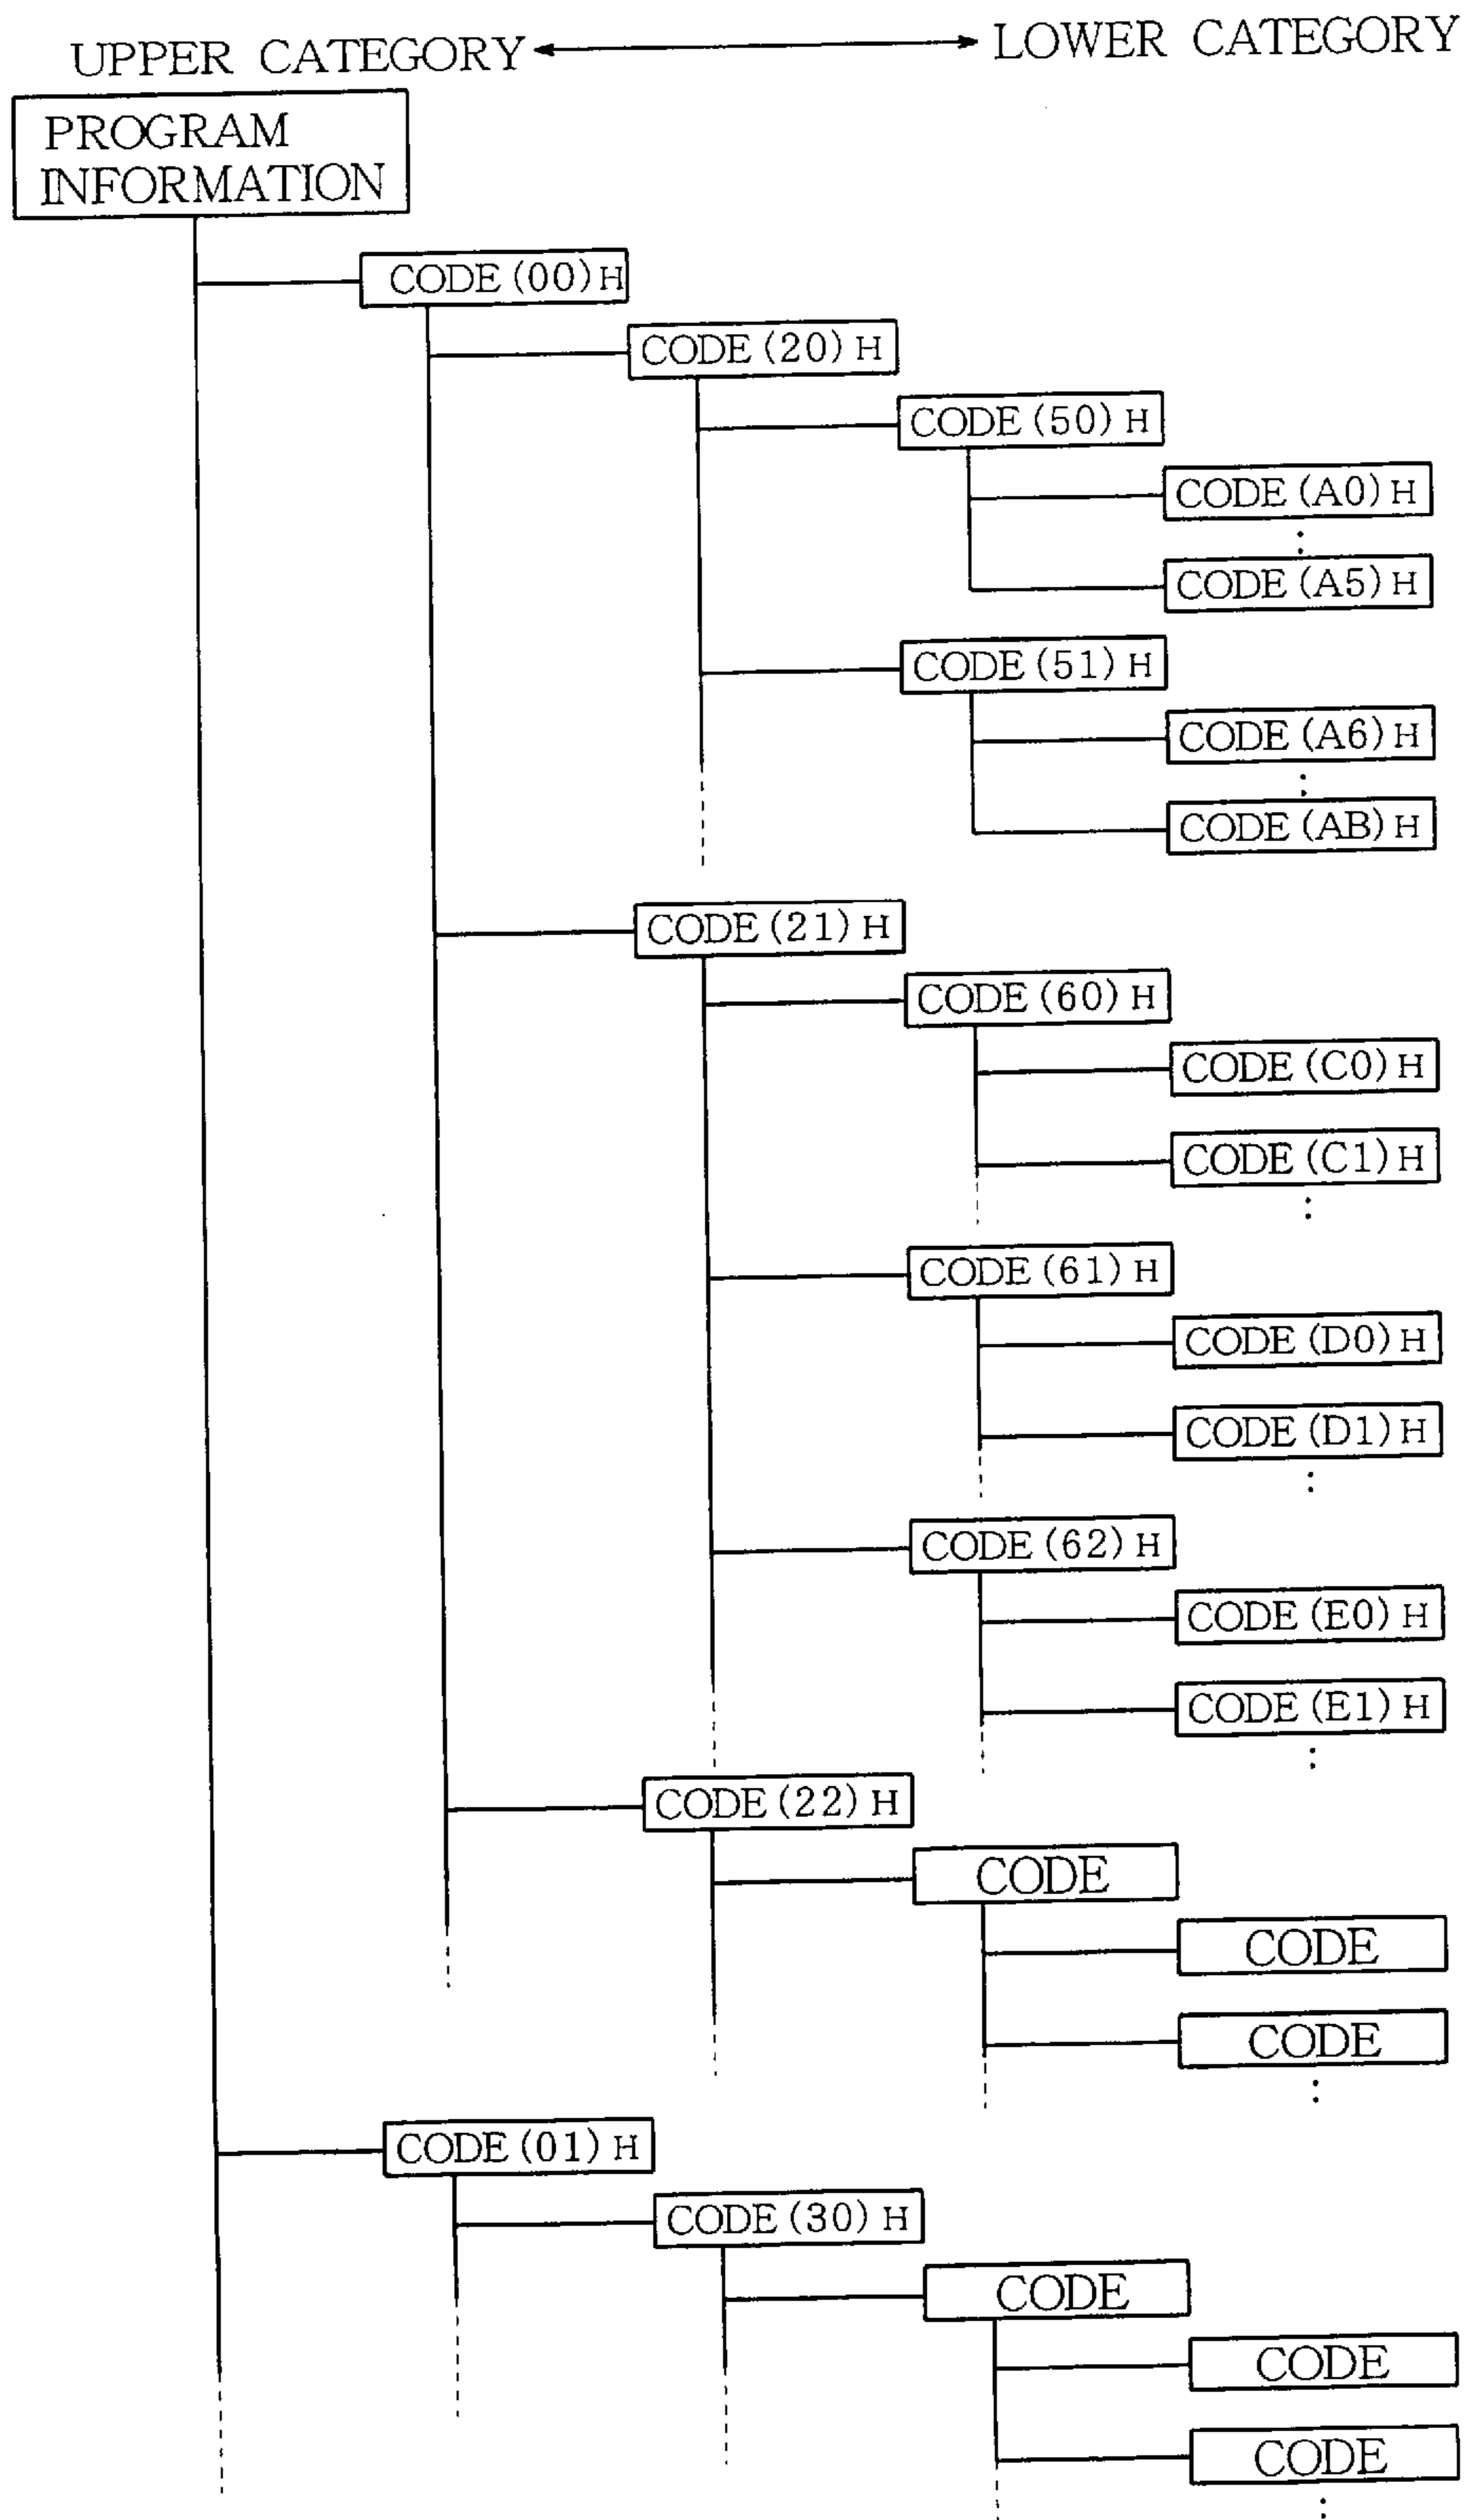 UPPER CATEGORY LOWER CATEGORY
PROGRAM
INFORMATION
CODE(00)H
CODE(20)H
CODE(50)H
CODE(A0)H
:
CODE(A5)H
CODE(51)H
CODE(A6)H
:
CODE(AB)H
CODE(21)H
CODE(60)H
CODE(C0)H
CODE(C1)H
:
CODE(61)H
CODE(D0)H
CODE(D1)H
:
CODE(62)H
CODE(E0)H
CODE(E1)H
:
CODE(22)H
CODE
CODE
CODE
:
CODE(01)H
CODE(30)H
CODE
CODE
CODE
: